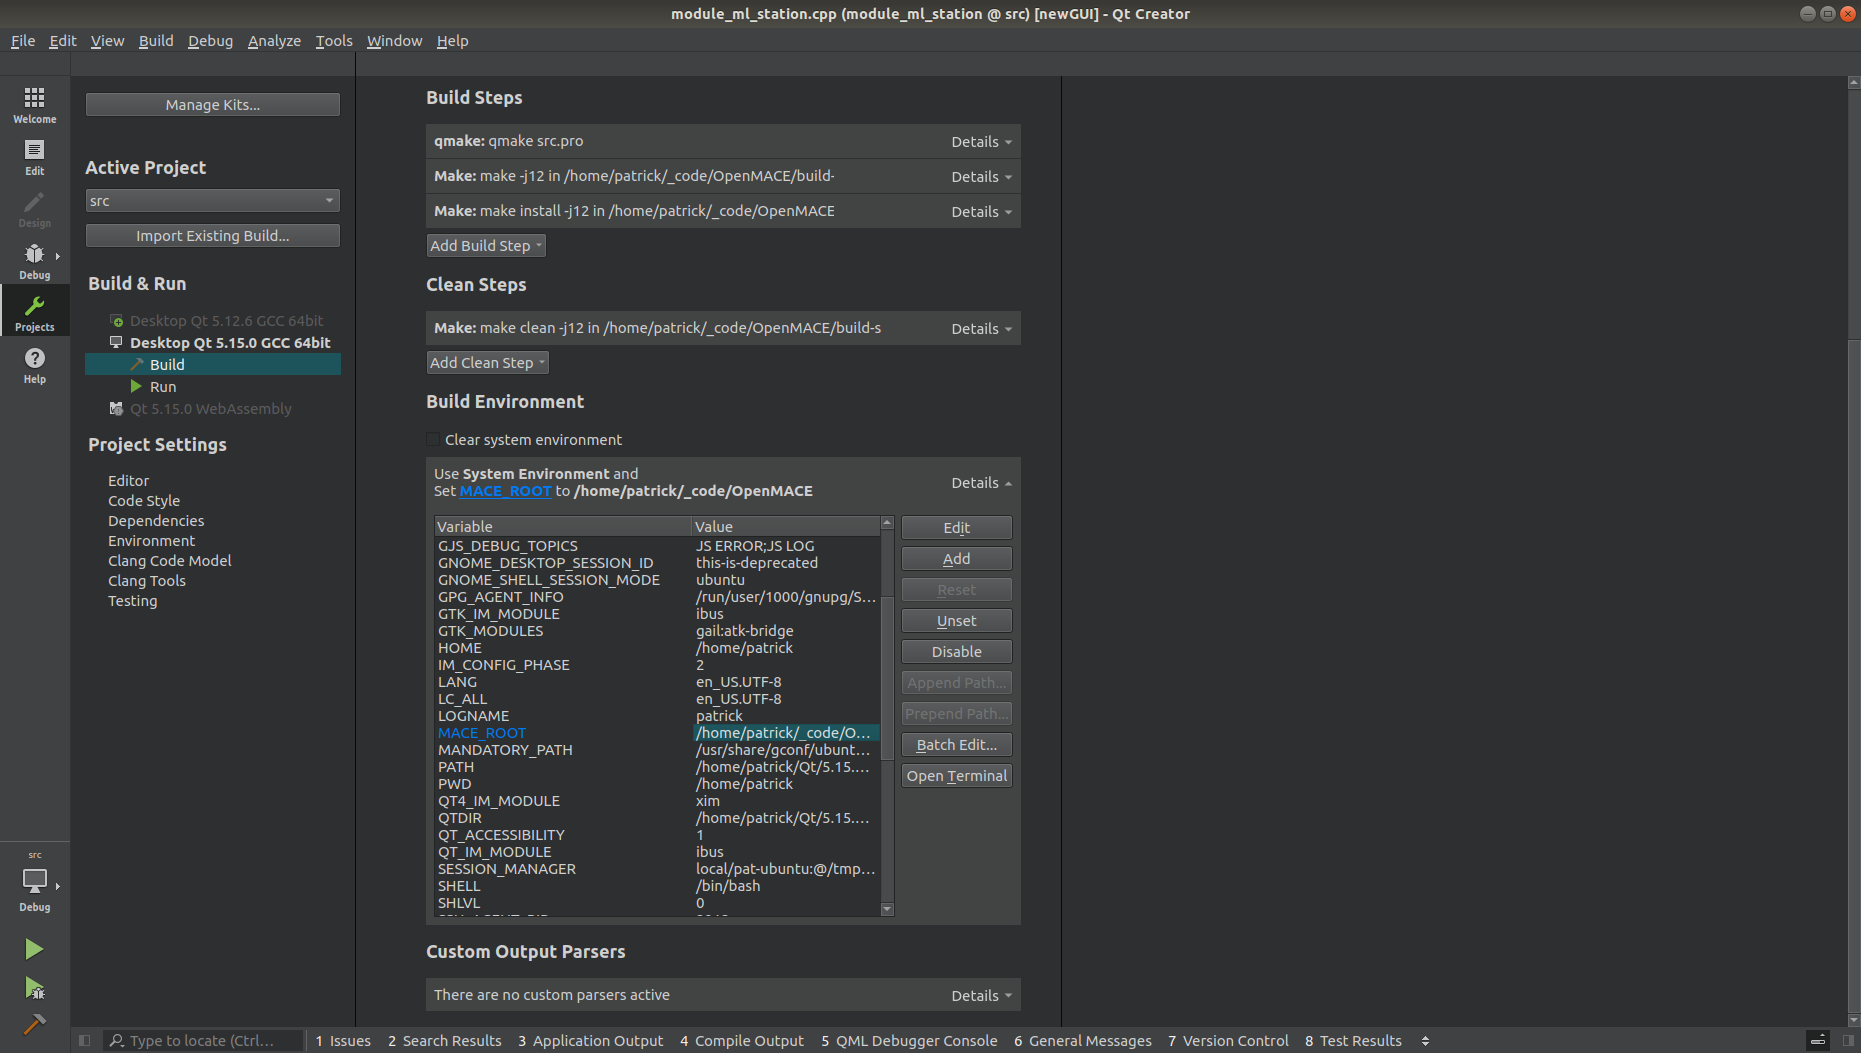 module_ml_station.cpp (module_ml_station @ src) [newGUI] - Qt Creator
File Edit View Build Debug Analyze Tools Window Help
Welcome
Edit
Design
Debug
Projects
Help
Manage Kits...
Active Project
src
Import Existing Build...
Build & Run
Desktop Qt 5.12.6 GCC 64bit
Desktop Qt 5.15.0 GCC 64bit
Build
Run
Qt 5.15.0 WebAssembly
Project Settings
Editor
Code Style
Dependencies
Environment
Clang Code Model
Clang Tools
Testing
Build Steps
qmake: qmake src.pro Details
Make: make -j12 in /home/patrick/_code/OpenMACE/build- Details
Make: make install -j12 in /home/patrick/_code/OpenMACE Details
Add Build Step
Clean Steps
Make: make clean -j12 in /home/patrick/_code/OpenMACE/build-s Details
Add Clean Step
Build Environment
Clear system environment
Use System Environment and
Set MACE_ROOT to /home/patrick/_code/OpenMACE
Details
Variable Value
GJS_DEBUG_TOPICS JS ERROR;JS LOG
GNOME_DESKTOP_SESSION_ID this-is-deprecated
GNOME_SHELL_SESSION_MODE ubuntu
GPG_AGENT_INFO /run/user/1000/gnupg/S...
GTK_IM_MODULE ibus
GTK_MODULES gail:atk-bridge
HOME /home/patrick
IM_CONFIG_PHASE 2
LANG en_US.UTF-8
LC_ALL en_US.UTF-8
LOGNAME patrick
MACE_ROOT /home/patrick/_code/O...
MANDATORY_PATH /usr/share/gconf/ubunt...
PATH /home/patrick/Qt/5.15....
PWD /home/patrick
QT4_IM_MODULE xim
QTDIR /home/patrick/Qt/5.15....
QT_ACCESSIBILITY 1
QT_IM_MODULE ibus
SESSION_MANAGER local/pat-ubuntu:@/tmp...
SHELL /bin/bash
SHLVL 0
Edit
Add
Reset
Unset
Disable
Append Path...
Prepend Path...
Batch Edit...
Open Terminal
Custom Output Parsers
There are no custom parsers active Details
src
Debug
Type to locate (Ctrl... 1 Issues 2 Search Results 3 Application Output 4 Compile Output 5 QML Debugger Console 6 General Messages 7 Version Control 8 Test Results